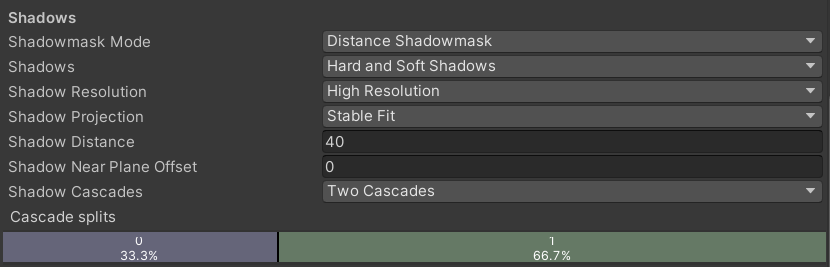 Shadows
Shadowmask Mode Distance Shadowmask
Shadows Hard and Soft Shadows
Shadow Resolution High Resolution
Shadow Projection Stable Fit
Shadow Distance 40
Shadow Near Plane Offset 0
Shadow Cascades Two Cascades
Cascade splits
0 1
33.3% 66.7%